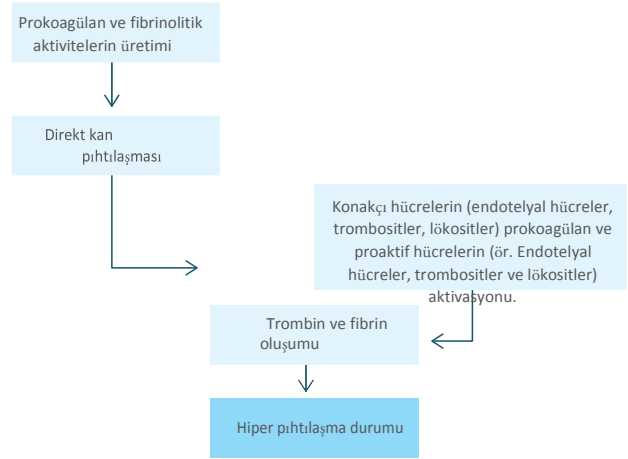 Prokoagülan ve fibrinolitik
aktivitelerin üretimi
Direkt kan
pıhtılaşması
Konakçı hücrelerin (endotelyal hücreler,
trombositler, lökositler) prokoagülan ve
proaktif hücrelerin (ör. Endotelyal
hücreler, trombositler ve lökositler)
aktivasyonu.
Trombin ve fibrin
oluşumu
Hiper pıhtılaşma durumu